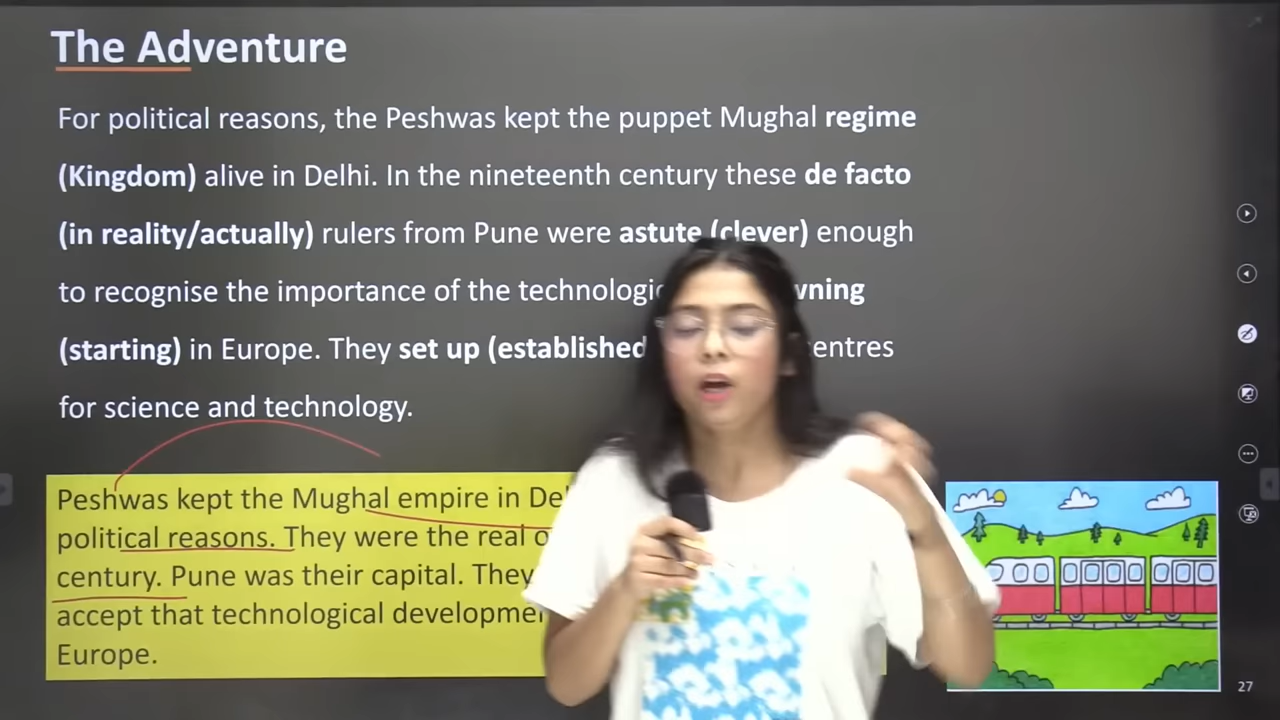 The Adventure
For political reasons, the Peshwas kept the puppet Mughal regime
(Kingdom) alive in Delhi. In the nineteenth century these de facto
(in reality/actually) rulers from Pune were astute (clever) enough
to recognise the importance of the
(starting) in Europe. They set up (established centres
for science and technology.
Peshwas kept the Mughal empire in
political reasons. They were the real
century. Pune was their capital. They
accept that technological
Europe.
27